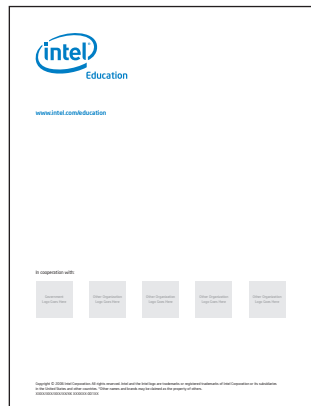 intel
Education
www.intel.com/education
In cooperation with:
Government
Logo Goes Here
Other Organization
Logo Goes Here
Other Organization
Logo Goes Here
Other Organization
Logo Goes Here
Other Organization
Logo Goes Here
Copyright © 2008 Intel Corporation. All rights reserved. Intel and the Intel logo are trademarks or registered trademarks of Intel Corporation or its subsidiaries
in the United States and other countries. *Other names and brands may be claimed as the property of others.